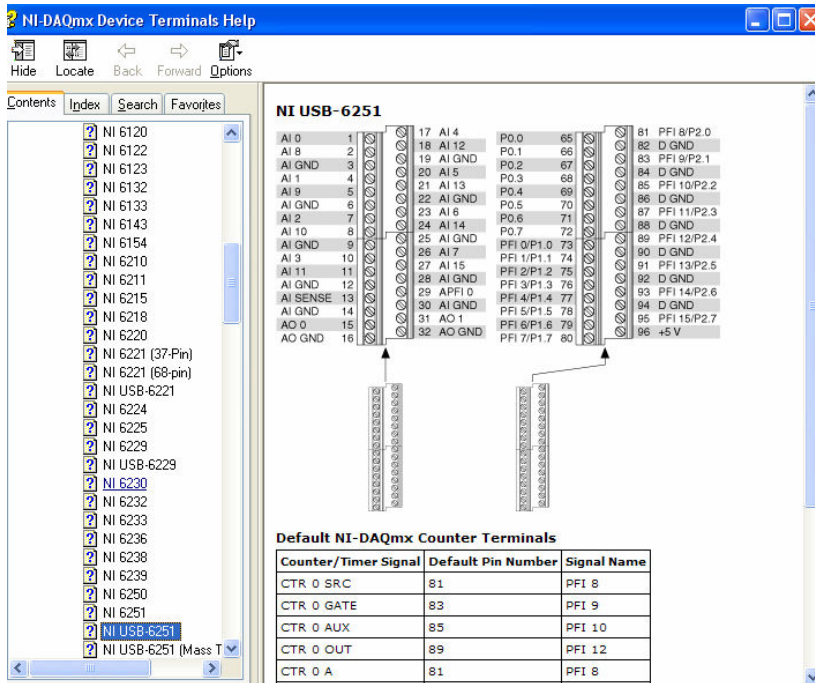 NI-DAQmx Device Terminals Help
Hide Locate Back Forward Options
Contents Index Search Favorites
NI 6120
NI 6122
NI 6123
NI 6132
NI 6133
NI 6143
NI 6154
NI 6210
NI 6211
NI 6215
NI 6218
NI 6220
NI 6221 (37-Pin)
NI 6221 (68-pin)
NI USB-6221
NI 6224
NI 6225
NI 6229
NI USB-6229
NI 6230
NI 6232
NI 6233
NI 6236
NI 6238
NI 6239
NI 6250
NI 6251
NI USB-6251
NI USB-6251 (Mass T
NI USB-6251
AI 0 1
AI 8 2
AI GND 3
AI 1 4
AI 9 5
AI GND 6
AI 2 7
AI 10 8
AI GND 9
AI 3 10
AI 11 11
AI GND 12
AI SENSE 13
AI GND 14
AO 0 15
AO GND 16
17 AI 4
18 AI 12
19 AI GND
20 AI 5
21 AI 13
22 AI GND
23 AI 6
24 AI 14
25 AI GND
26 AI 7
27 AI 15
28 AI GND
29 APFI 0
30 AI GND
31 AO 1
32 AO GND
P0.0 65
P0.1 66
P0.2 67
P0.3 68
P0.4 69
P0.5 70
P0.6 71
P0.7 72
PFI 0/P1.0 73
PFI 1/P1.1 74
PFI 2/P1.2 75
PFI 3/P1.3 76
PFI 4/P1.4 77
PFI 5/P1.5 78
PFI 6/P1.6 79
PFI 7/P1.7 80
81 PFI 8/P2.0
82 D GND
83 PFI 9/P2.1
84 D GND
85 PFI 10/P2.2
86 D GND
87 PFI 11/P2.3
88 D GND
89 PFI 12/P2.4
90 D GND
91 PFI 13/P2.5
92 D GND
93 PFI 14/P2.6
94 D GND
95 PFI 15/P2.7
96 +5 V
Default NI-DAQmx Counter Terminals
Counter/Timer Signal Default Pin Number Signal Name
CTR 0 SRC 81 PFI 8
CTR 0 GATE 83 PFI 9
CTR 0 AUX 85 PFI 10
CTR 0 OUT 89 PFI 12
CTR 0 A 81 PFI 8